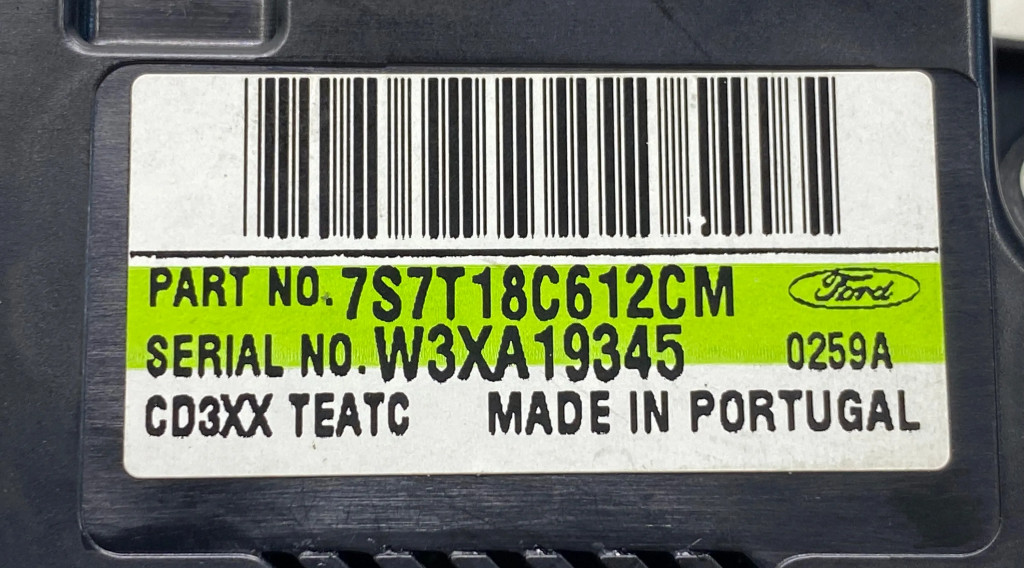 PART NO. 7S7T18C612CM Ford
SERIAL NO. W3XA19345 0259A
CD3XX TEATC MADE IN PORTUGAL